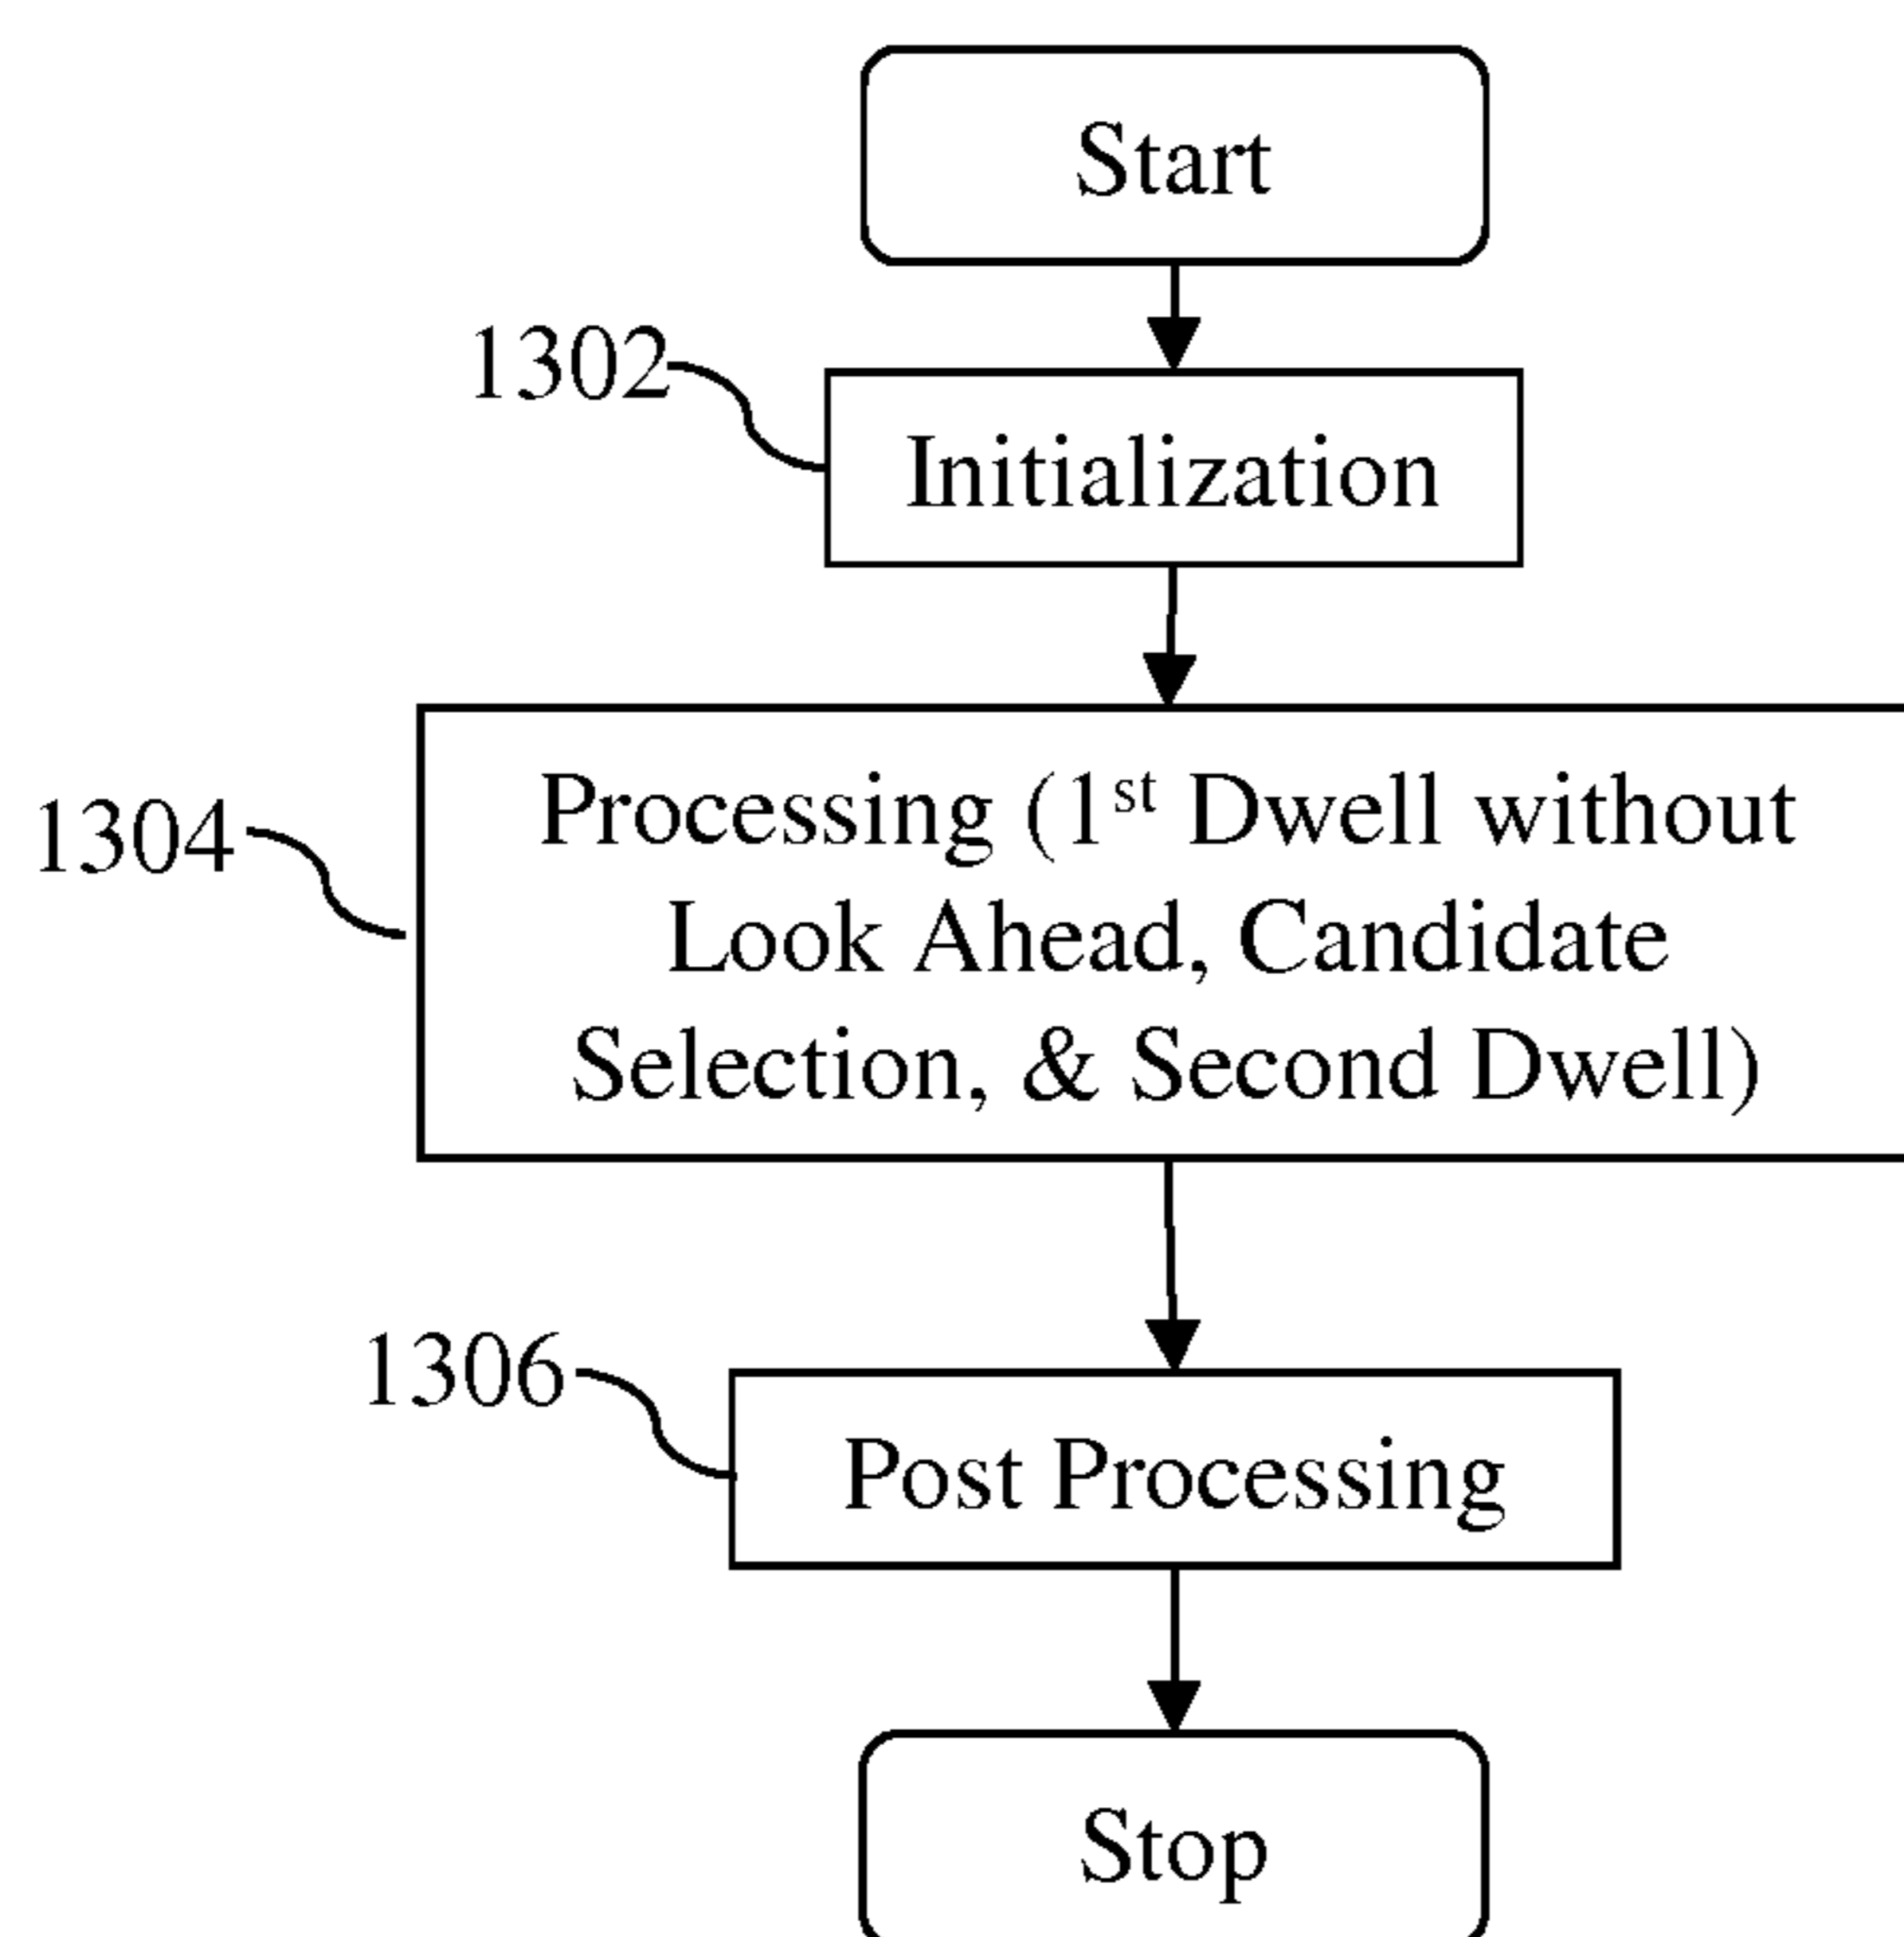 Start
1302
Initialization
1304
Processing (1st Dwell without
Look Ahead, Candidate
Selection, & Second Dwell)
1306
Post Processing
Stop